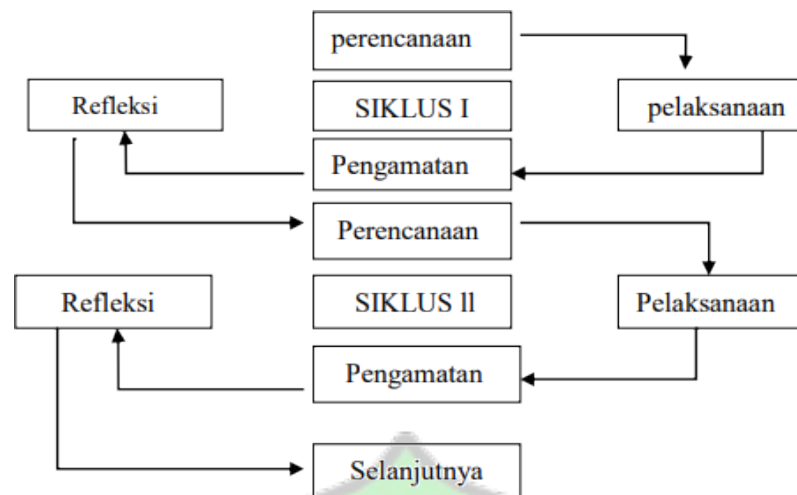 perencanaan
Refleksi
SIKLUS I
pelaksanaan
Pengamatan
Perencanaan
Refleksi
SIKLUS ll
Pelaksanaan
Pengamatan
Selanjutnya